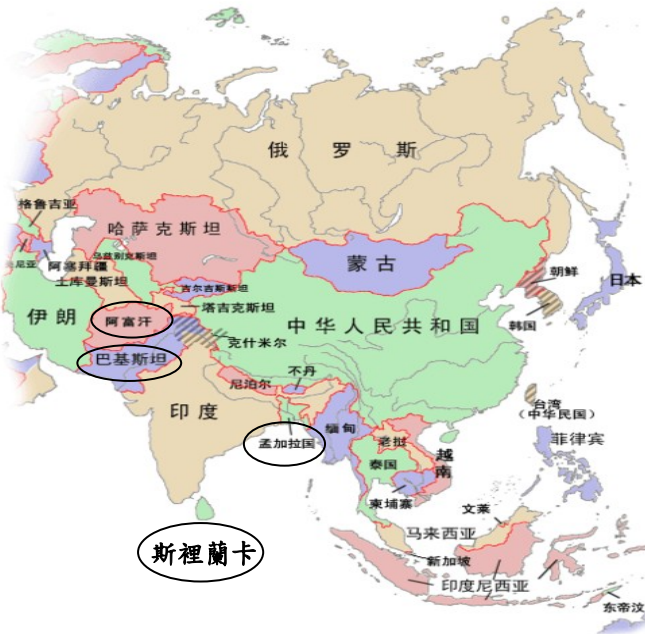 俄罗斯
格鲁吉亚
哈萨克斯坦
乌兹别克斯坦
尼亚
阿塞拜疆
土库曼斯坦
吉尔吉斯斯坦
蒙古
朝鲜
日本
塔吉克斯坦
伊朗
阿富汗
中华人民共和国
韩国
克什米尔
巴基斯坦
不丹
尼泊尔
台湾
(中华民国)
印度
缅甸
孟加拉国
老挝
越南
菲律宾
泰国
柬埔寨
文莱
马来西亚
斯裡蘭卡
新加坡
印度尼西亚
东帝汶